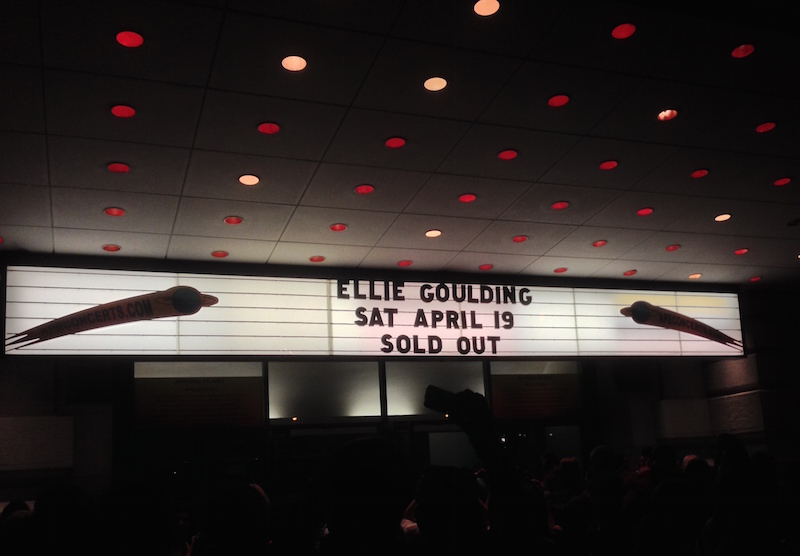 ELLIE GOULDING
SAT APRIL 19
SOLD OUT